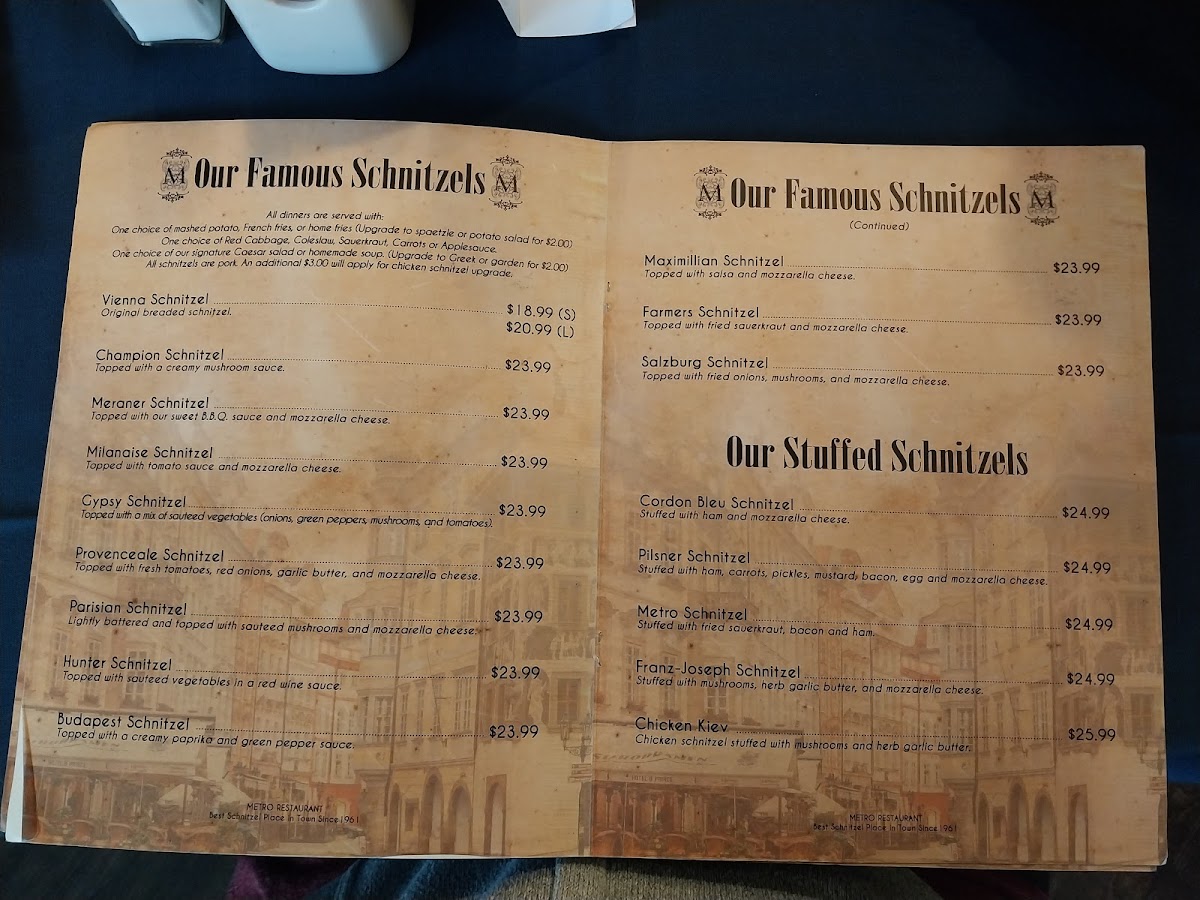 Our Famous Schnitzels
All dinners are served with:
One choice of mashed potato, French fries, or home fries (Upgrade to spaetzle or potato salad for $2.00)
One choice of Red Cabbage, Coleslaw, Sauerkraut, Carrots or Applesauce.
One choice of our signature Caesar salad or homemade soup. (Upgrade to Greek or garden for $2.00)
All schnitzels are pork. An additional $3.00 will apply for chicken schnitzel upgrade.
Vienna Schnitzel $18.99 (S)
Original breaded schnitzel.
$20.99 (L)
Champion Schnitzel $23.99
Topped with a creamy mushroom sauce.
Meraner Schnitzel $23.99
Topped with our sweet B.B.Q. sauce and mozzarella cheese.
Milanaise Schnitzel $23.99
Topped with tomato sauce and mozzarella cheese.
Gypsy Schnitzel $23.99
Topped with a mix of sauteed vegetables (onions, green peppers, mushrooms, and tomatoes).
Provenceale Schnitzel $23.99
Topped with fresh tomatoes, red onions, garlic butter, and mozzarella cheese.
Parisian Schnitzel $23.99
Lightly battered and topped with sauteed mushrooms and mozzarella cheese.
Hunter Schnitzel $23.99
Topped with sauteed vegetables in a red wine sauce.
Budapest Schnitzel $23.99
Topped with a creamy paprika and green pepper sauce.
METRO RESTAURANT
Best Schnitzel Place In Town Since 1961
Our Famous Schnitzels
(Continued)
Maximillian Schnitzel $23.99
Topped with salsa and mozzarella cheese.
Farmers Schnitzel $23.99
Topped with fried sauerkraut and mozzarella cheese.
Salzburg Schnitzel $23.99
Topped with fried onions, mushrooms, and mozzarella cheese.
Our Stuffed Schnitzels
Cordon Bleu Schnitzel $24.99
Stuffed with ham and mozzarella cheese.
Pilsner Schnitzel $24.99
Stuffed with ham, carrots, pickles, mustard, bacon, egg and mozzarella cheese.
Metro Schnitzel $24.99
Stuffed with fried sauerkraut, bacon and ham.
Franz-Joseph Schnitzel $24.99
Stuffed with mushrooms, herb garlic butter, and mozzarella cheese.
Chicken Kiev $25.99
Chicken schnitzel stuffed with mushrooms and herb garlic butter.
METRO RESTAURANT
Best Schnitzel Place In Town Since 1961